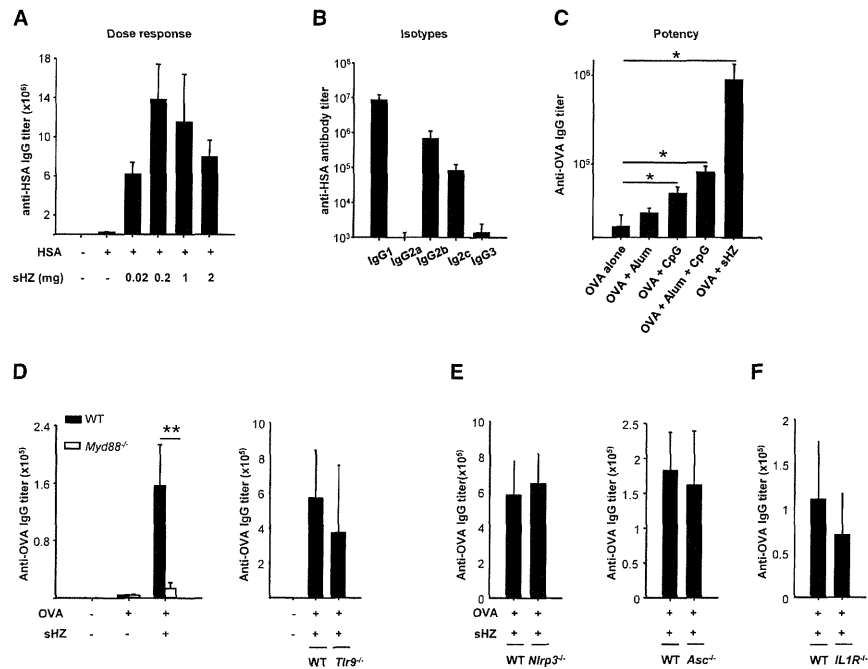 A
Dose response
anti-HSA IgG titer (x10⁶)
18
14
10
6
2
HSA - + + + + +
sHZ (mg) - - 0.02 0.2 1 2
B
Isotypes
anti-HSA antibody titer
10⁸
10⁷
10⁶
10⁵
10⁴
10³
IgG1 IgG2a IgG2b Ig2c IgG3
C
Potency
Anti-OVA IgG titer
10⁶
10⁵
*
*
*
OVA alone
OVA + Alum
OVA + CpG
OVA + Alum + CpG
OVA + sHZ
D
WT
Myd88-/-
**
Anti-OVA IgG titer (x10⁵)
2.4
1.6
0.8
OVA - + +
sHZ - - +
Anti-OVA IgG titer (x10⁵)
10
8
6
4
2
- + +
- + +
WT Tlr9-/-
E
Anti-OVA IgG titer(x10⁵)
10
8
6
4
2
OVA + +
sHZ + +
WT Nlrp3-/-
Anti-OVA IgG titer (x10⁵)
3
2.5
2
1.5
1
0.5
+ +
+ +
WT Asc-/-
F
Anti-OVA IgG titer (x10⁵)
2
1.5
1
0.5
0
+ +
+ +
WT IL1R-/-